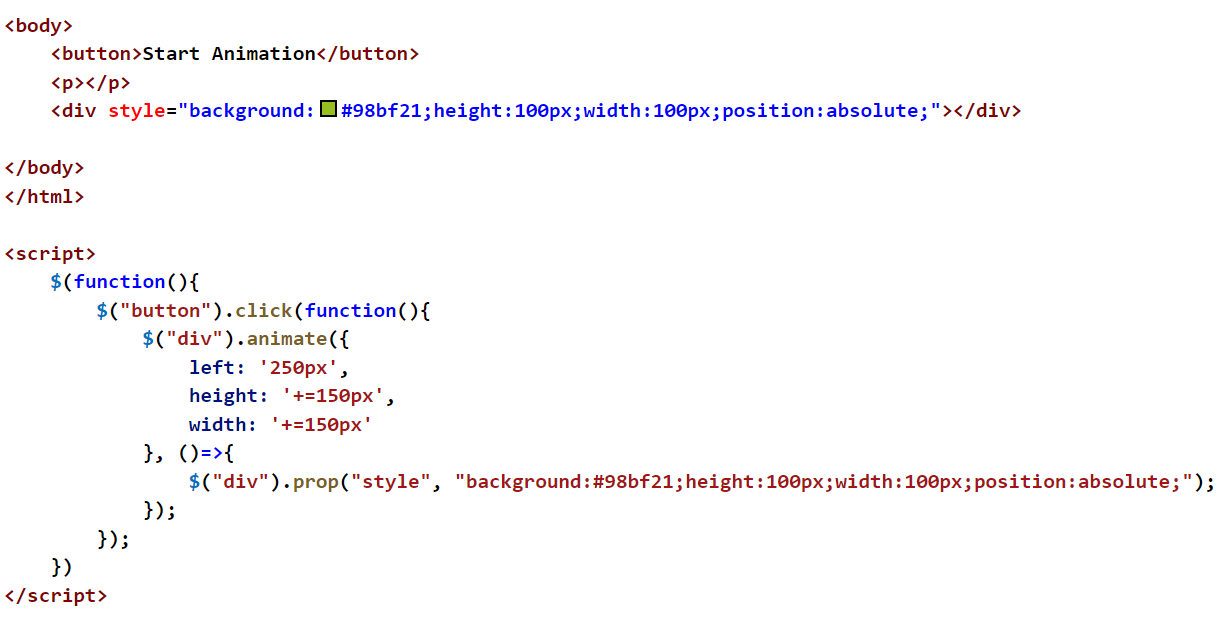 <body>
    <button>Start Animation</button>
    <p></p>
    <div style="background:#98bf21;height:100px;width:100px;position:absolute;"></div>
</body>
</html>
<script>
    $(function(){
        $("button").click(function(){
            $("div").animate({
                left: '250px',
                height: '+=150px',
                width: '+=150px'
            }, ()=>{
                $("div").prop("style", "background:#98bf21;height:100px;width:100px;position:absolute;");
            });
        });
    })
</script>